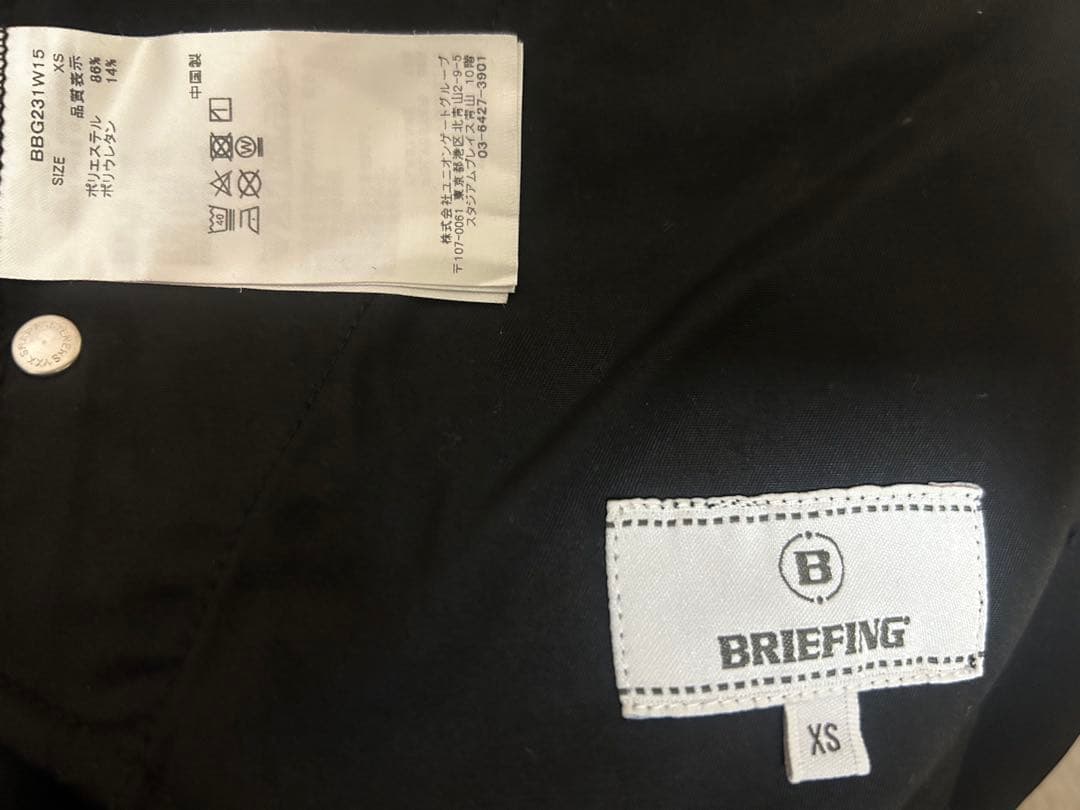 BBG231W15
SIZE XS
品質表示
ポリエステル 86%
ポリウレタン 14%
中国製
40
W
株式会社ユニオンゲートグループ
〒107-0061 東京都港区北青山2-9-5
スタジアムプレイス青山 10階
03-6427-3901
B
BRIEFING
XS